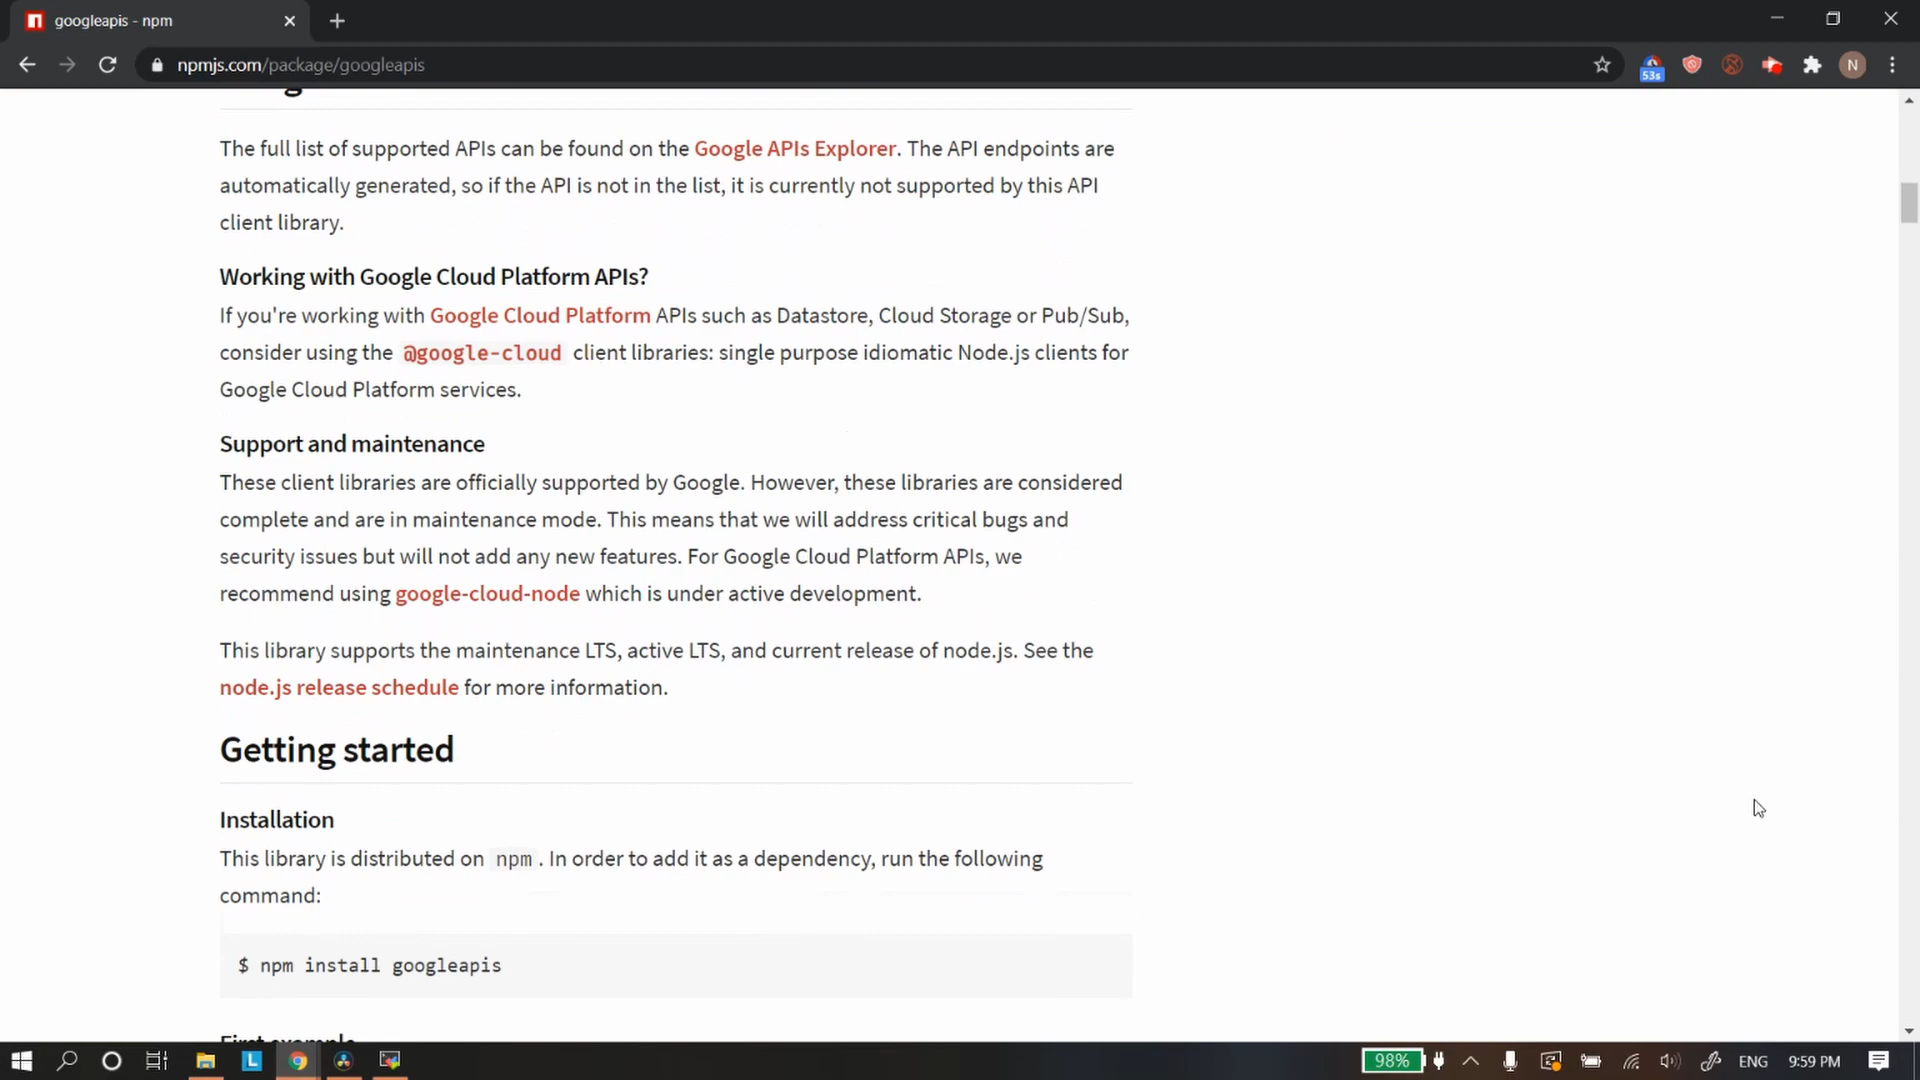 googleapis - npm
npmjs.com/package/googleapis
53s
N
The full list of supported APIs can be found on the Google APIs Explorer. The API endpoints are
automatically generated, so if the API is not in the list, it is currently not supported by this API
client library.
Working with Google Cloud Platform APIs?
If you're working with Google Cloud Platform APIs such as Datastore, Cloud Storage or Pub/Sub,
consider using the @google-cloud client libraries: single purpose idiomatic Node.js clients for
Google Cloud Platform services.
Support and maintenance
These client libraries are officially supported by Google. However, these libraries are considered
complete and are in maintenance mode. This means that we will address critical bugs and
security issues but will not add any new features. For Google Cloud Platform APIs, we
recommend using google-cloud-node which is under active development.
This library supports the maintenance LTS, active LTS, and current release of node.js. See the
node.js release schedule for more information.
Getting started
Installation
This library is distributed on npm. In order to add it as a dependency, run the following
command:
$ npm install googleapis
First example
L
98%
ENG
9:59 PM